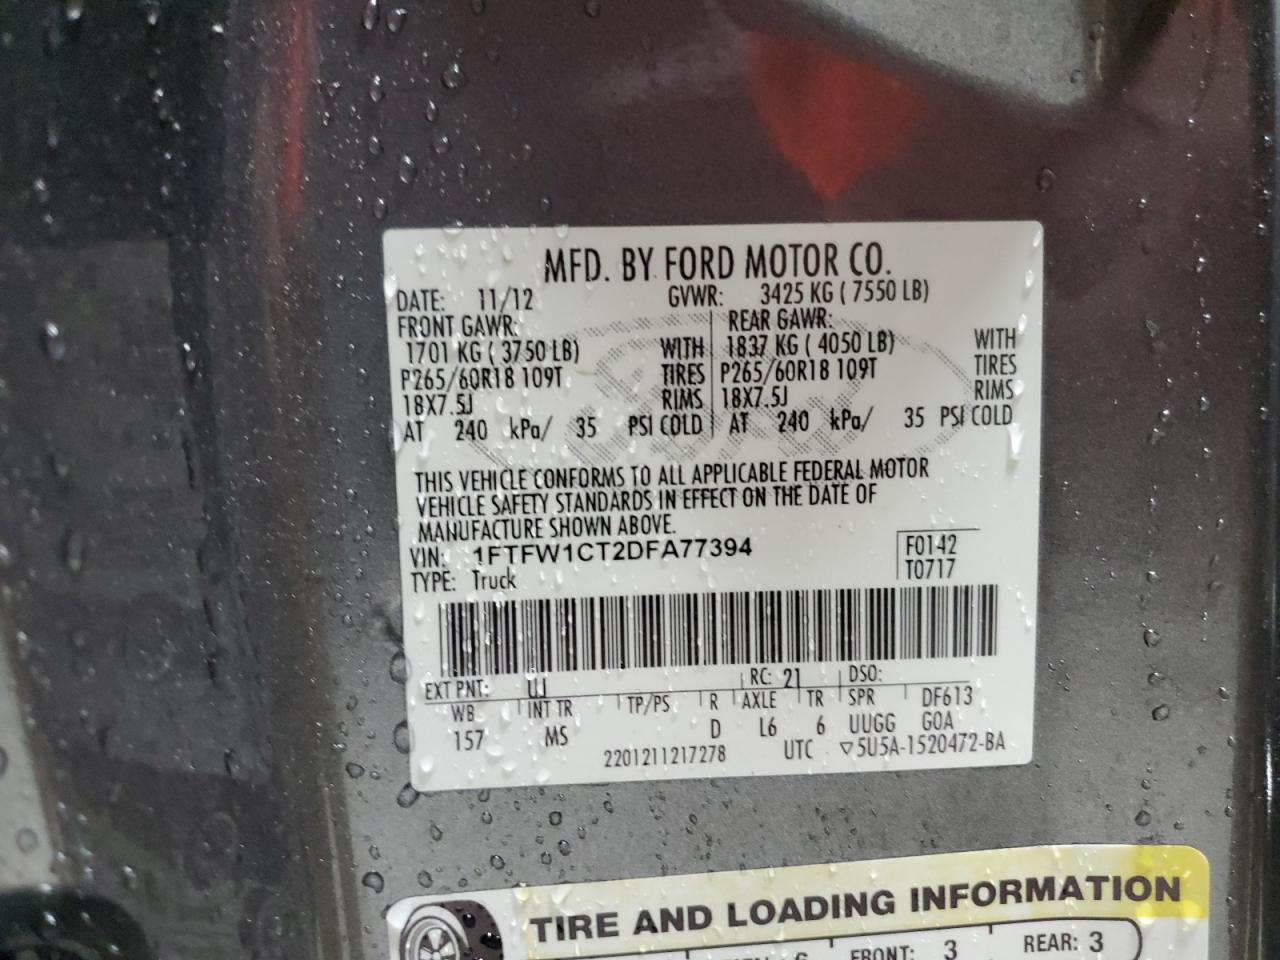 MFD. BY FORD MOTOR CO.
DATE: 11/12 GVWR: 3425 KG ( 7550 LB)
FRONT GAWR: REAR GAWR:
1701 KG ( 3750 LB) WITH 1837 KG ( 4050 LB) WITH
P265/60R18 109T TIRES P265/60R18 109T TIRES
18X7.5J RIMS 18X7.5J RIMS
AT 240 kPa/ 35 PSI COLD AT 240 kPa/ 35 PSI COLD
THIS VEHICLE CONFORMS TO ALL APPLICABLE FEDERAL MOTOR
VEHICLE SAFETY STANDARDS IN EFFECT ON THE DATE OF
MANUFACTURE SHOWN ABOVE.
VIN: 1FTFW1CT2DFA77394 F0142
TYPE: Truck T0717
EXT PNT: UJ RC: 21 DSO:
WB INT TR TP/PS R AXLE TR SPR DF613
157 MS D L6 6 UUGG GOA
2201211217278 UTC ▽5U5A-1520472-BA
TIRE AND LOADING INFORMATION
FRONT: 3 REAR: 3